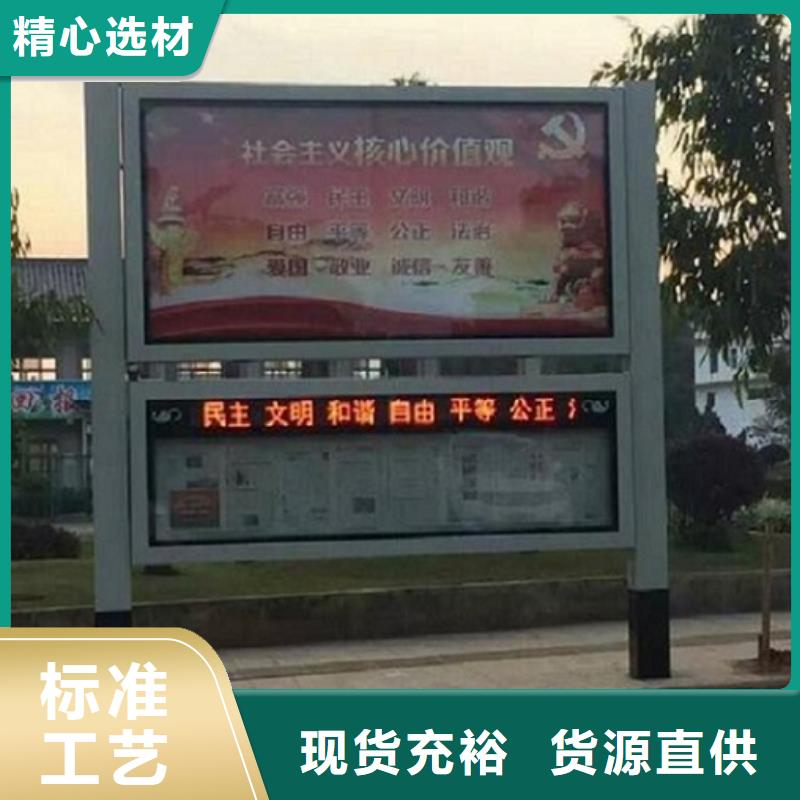 精心选材
社会主义核心价值观
富强 民主 文明 和谐
自由 平等 公正 法治
爱国 敬业 诚信 友善
民主 文明 和谐 自由 平等 公正
标准
工艺
现货充裕 货源直供